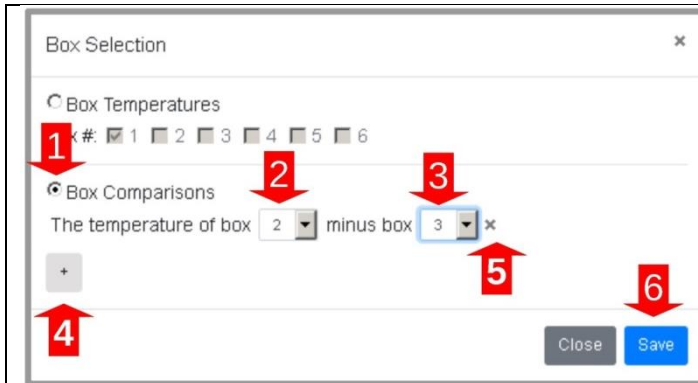 Box Selection ×
Box Temperatures
#: 1 2 3 4 5 6
1
2
3
Box Comparisons
The temperature of box 2 minus box 3 ×
+
4
5
6
Close Save